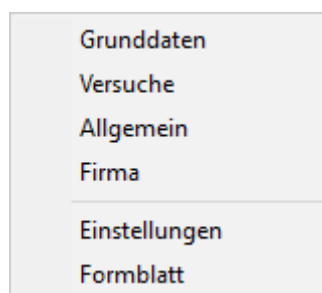 Grunddaten
Versuche
Allgemein
Firma
Einstellungen
Formblatt